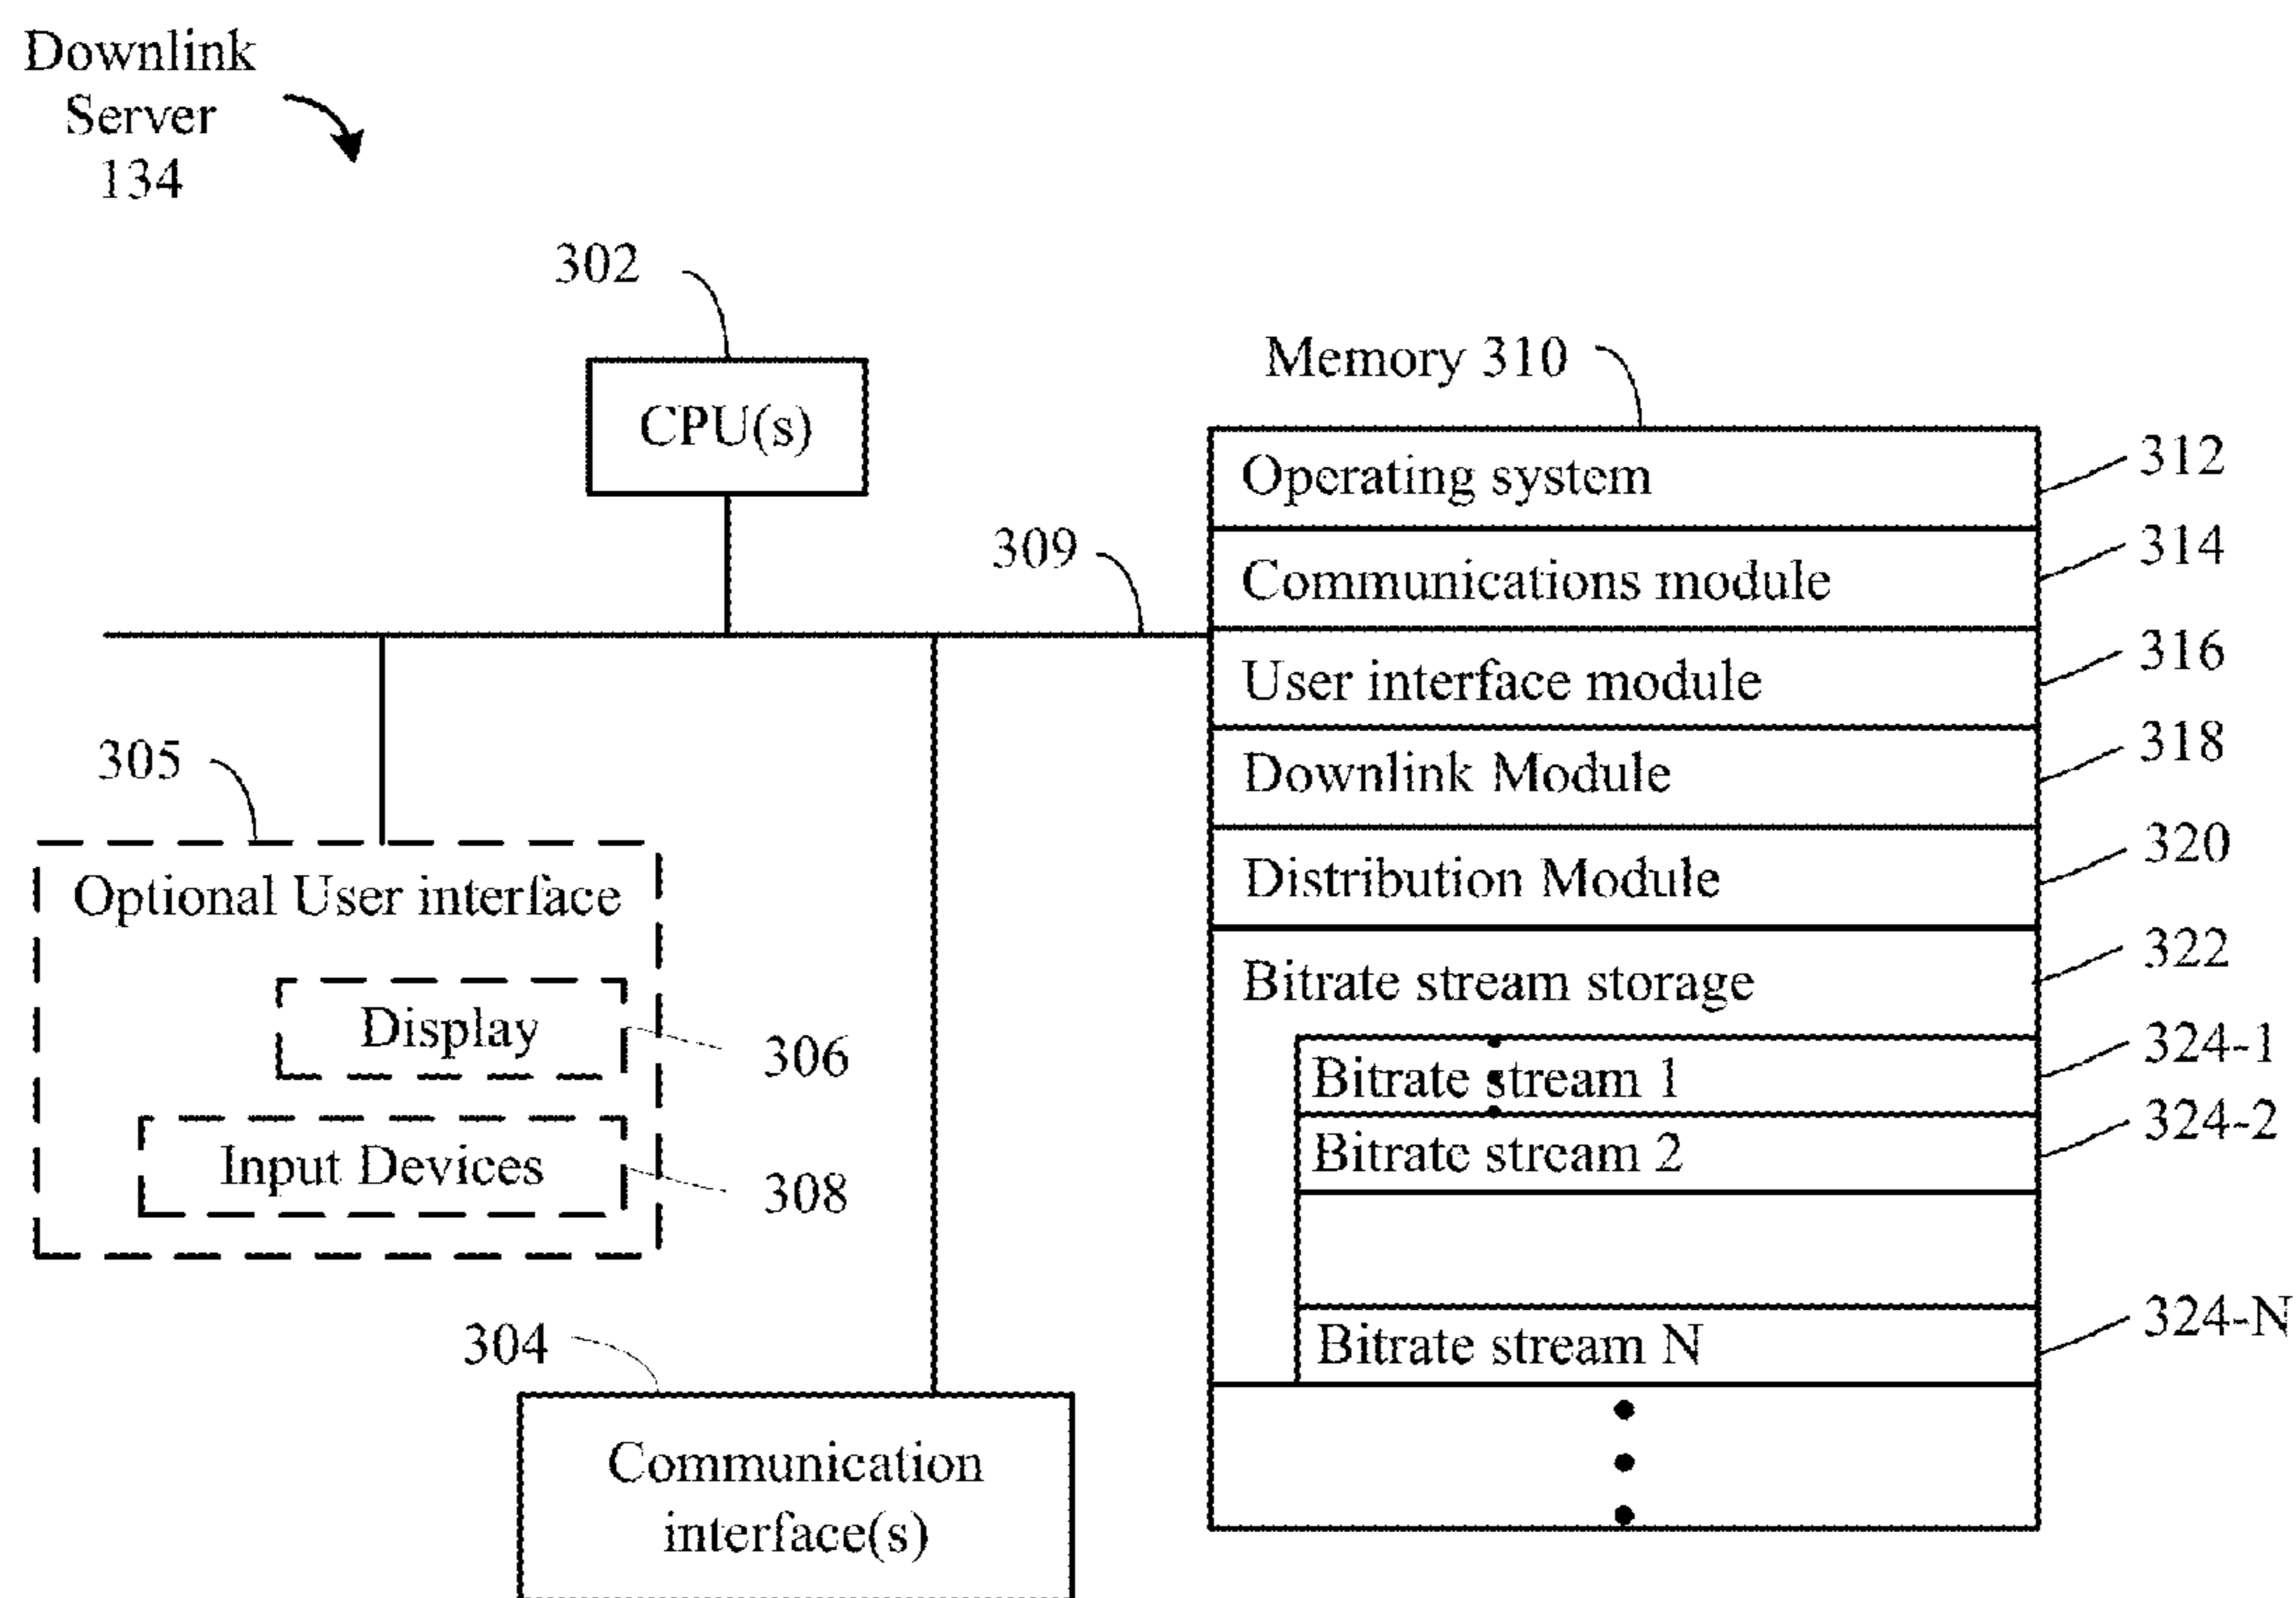 Downlink
Server
134
302
CPU(s)
309
Memory 310
Operating system
312
Communications module
314
User interface module
316
Downlink Module
318
Distribution Module
320
Bitrate stream storage
322
Bitrate stream 1
324-1
Bitrate stream 2
324-2
Bitrate stream N
324-N
305
Optional User interface
Display
306
Input Devices
308
304
Communication
interface(s)